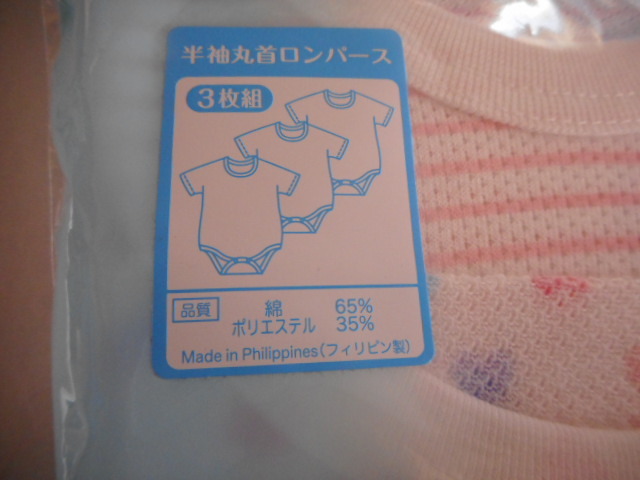 半袖丸首ロンパース
3枚組
品質 綿 65%
ポリエステル 35%
Made in Philippines(フィリピン製)